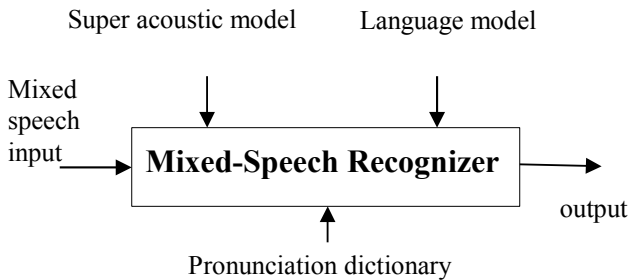 Super acoustic model
Language model
Mixed
speech
input
Mixed-Speech Recognizer
output
Pronunciation dictionary